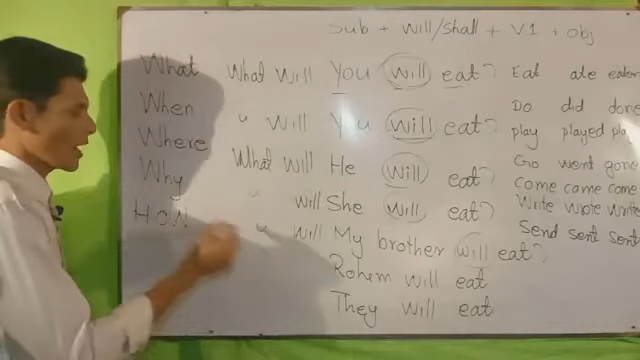 Sub + will/shall + V1 + obj
What What will You will eat? Eat ate eaten
When " will You will eat? Do did done
play played
Where What will He will eat? Go went gone
Why " will She will eat? Come came come
Write wrote write
HOW " will My brother will eat? Send sent sent
Rohem will eat
They will eat